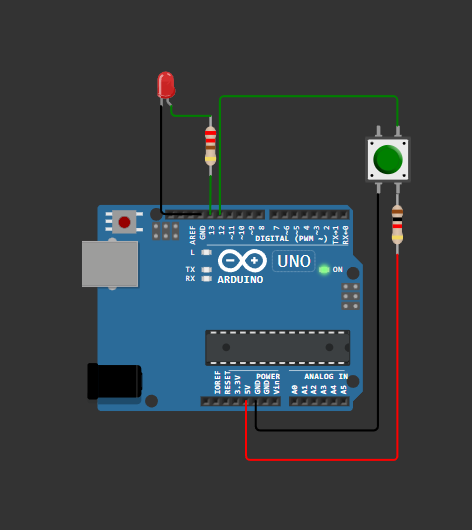 AREF
GND
13
12
~11
~10
~9
8
7
~6
~5
4
~3
2
TX→1
RX←0
DIGITAL (PWM ~)
L
UNO
ON
TX
RX
ARDUINO
IOREF
RESET
3.3V
5V
GND
GND
Vin
POWER
ANALOG IN
A0
A1
A2
A3
A4
A5